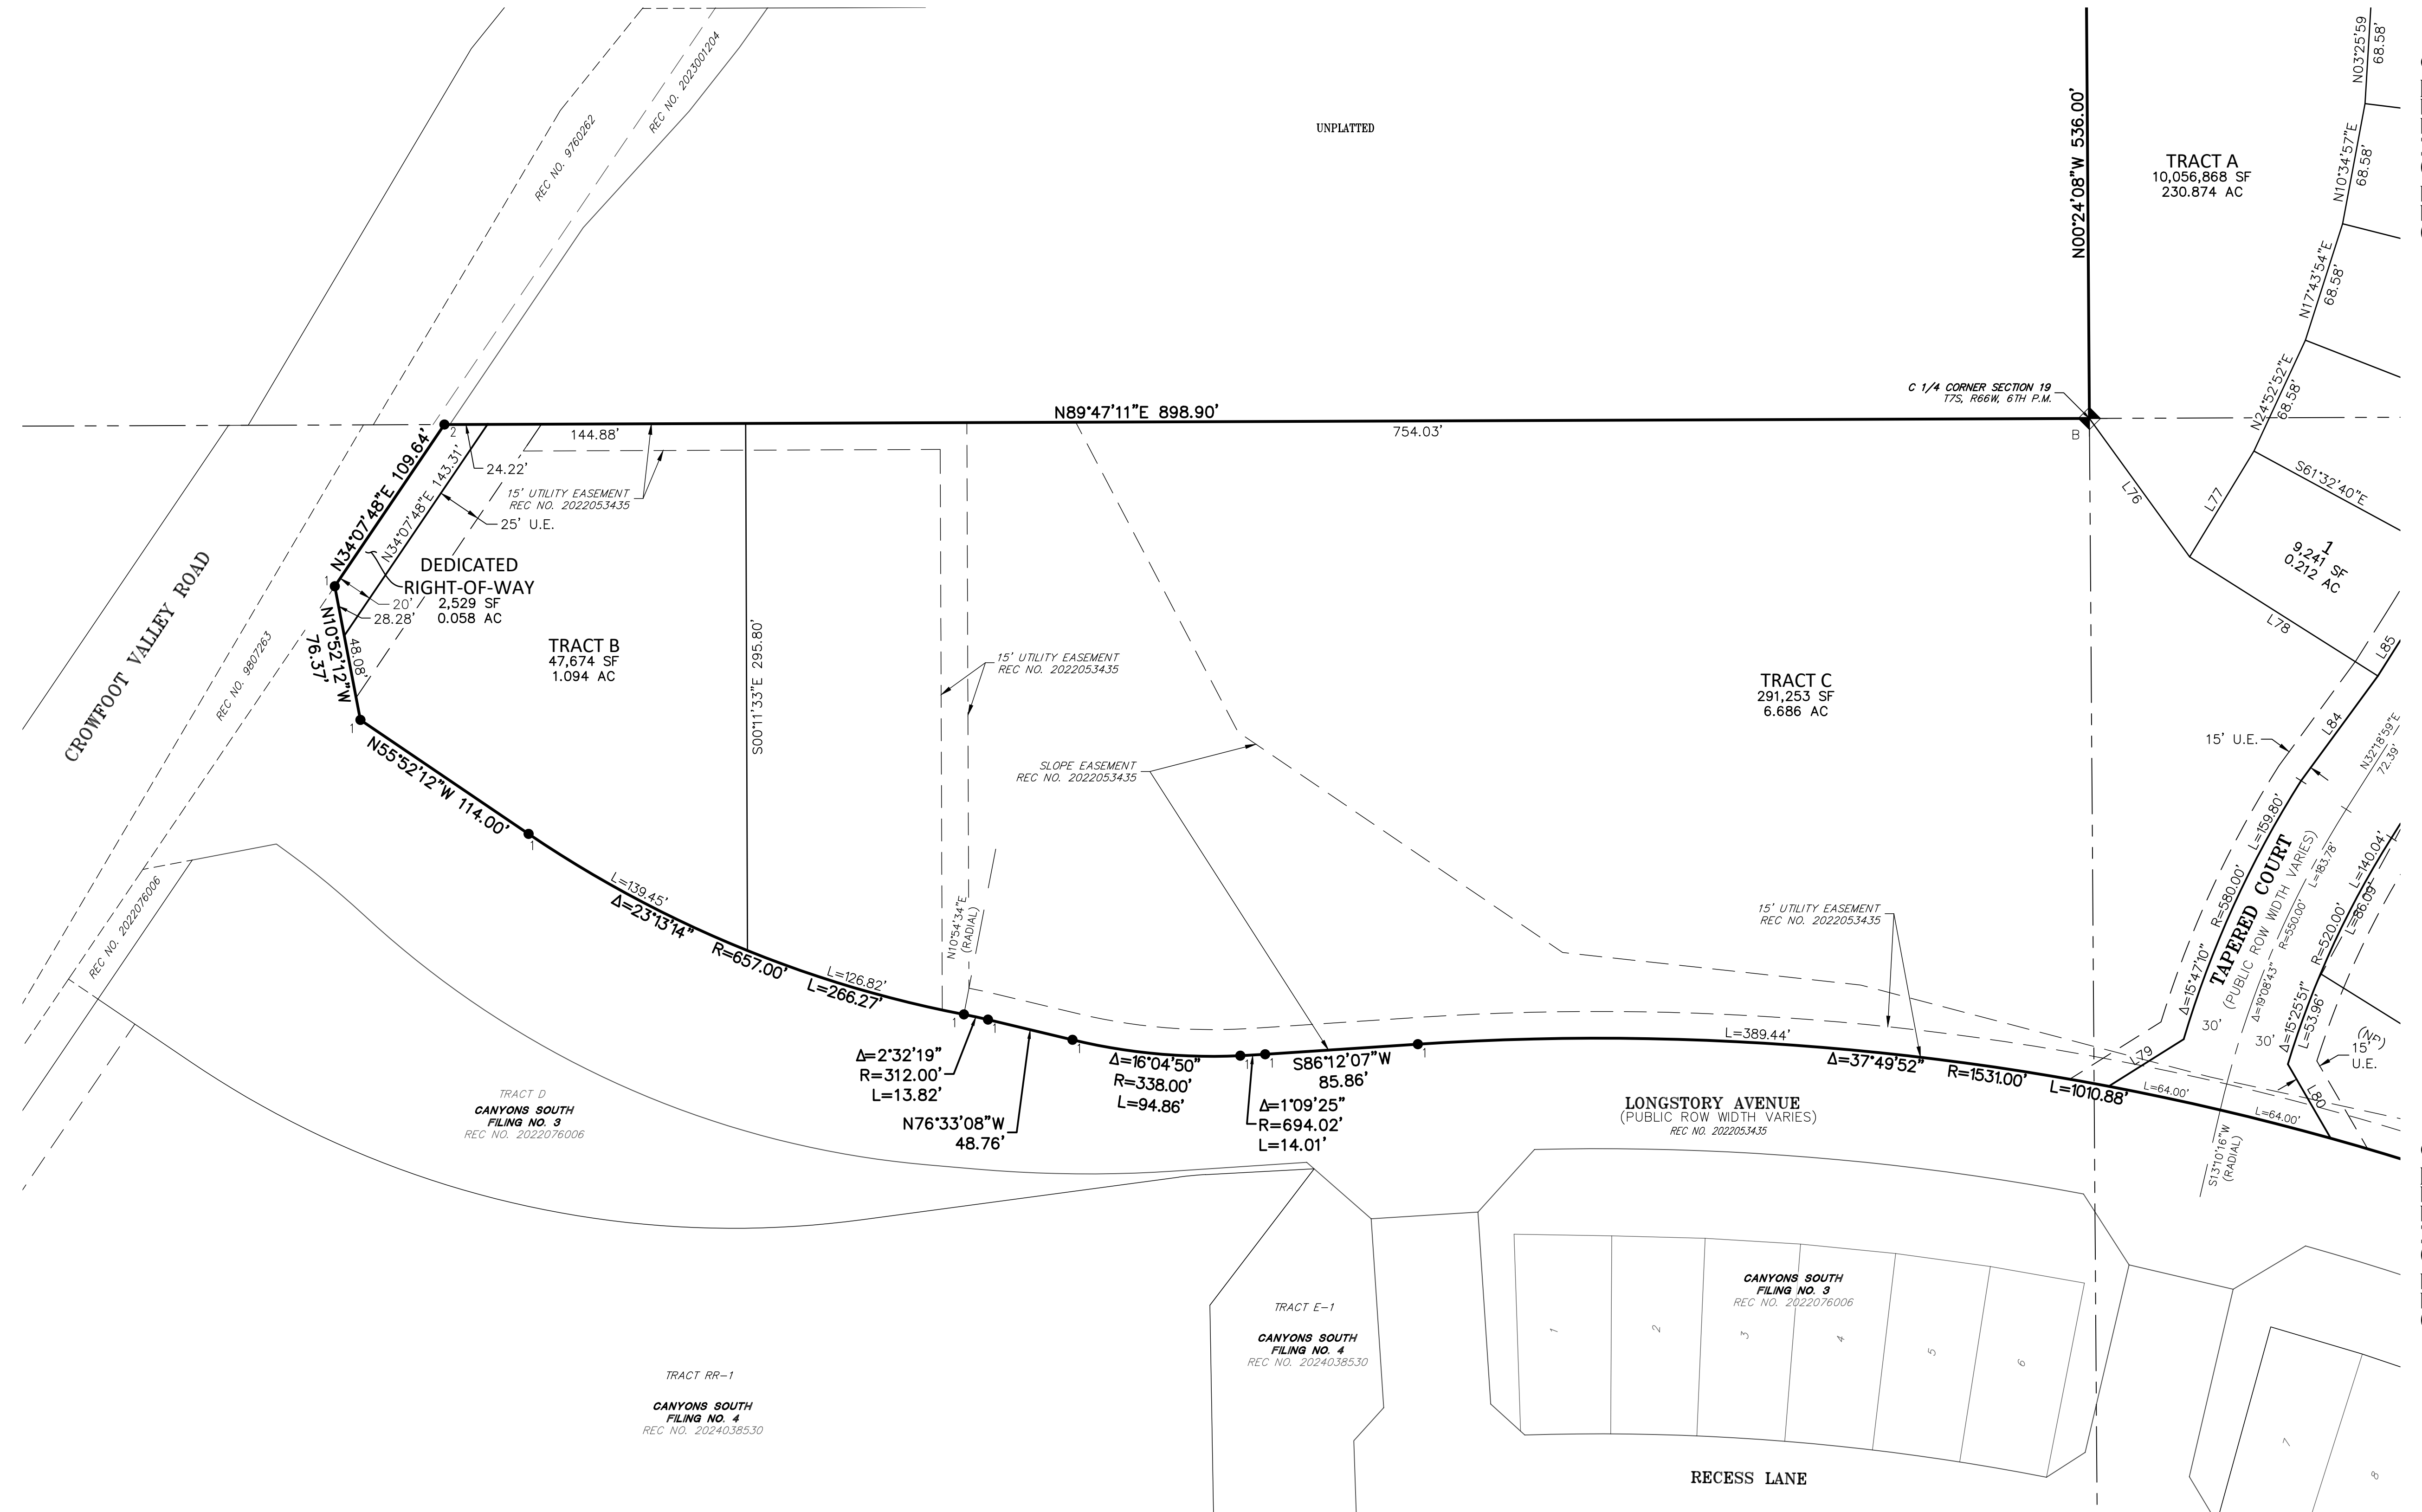 REC NO. 9760262
REC NO. 2023001204
UNPLATTED
N00°24'08"W 536.00'
TRACT A
10,056,868 SF
230.874 AC
N03°25'59
68.58'
N10°34'57"E
68.58'
N17°43'54"E
68.58'
N24°52'52"E
68.58'
C 1/4 CORNER SECTION 19
T7S, R66W, 6TH P.M.
B
2
N89°47'11"E 898.90'
144.88'
754.03'
24.22'
15' UTILITY EASEMENT
REC NO. 2022053435
25' U.E.
N34°07'48"E 109.64'
N34°07'48"E 143.31'
1
DEDICATED
RIGHT-OF-WAY
2,529 SF
0.058 AC
20'
28.28'
N10°52'12"W
76.37'
48.08'
CROWFOOT VALLEY ROAD
REC NO. 9807263
REC NO. 2022076006
TRACT B
47,674 SF
1.094 AC
S00°11'33"E 295.80'
15' UTILITY EASEMENT
REC NO. 2022053435
SLOPE EASEMENT
REC NO. 2022053435
TRACT C
291,253 SF
6.686 AC
L76
L77
S61°32'40"E
1
9,241 SF
0.212 AC
L78
L85
L84
15' U.E.
N32°18'59"E
72.39'
1
N55°52'12"W 114.00'
1
L=139.45'
Δ=23°13'14"
R=657.00'
L=126.82'
L=266.27'
N10°54'34"E
(RADIAL)
1
1
Δ=2°32'19"
R=312.00'
L=13.82'
N76°33'08"W
48.76'
1
Δ=16°04'50"
R=338.00'
L=94.86'
1
1
Δ=1°09'25"
R=694.02'
L=14.01'
S86°12'07"W
85.86'
1
15' UTILITY EASEMENT
REC NO. 2022053435
L=389.44'
Δ=37°49'52"
R=1531.00'
L=1010.88'
L=64.00'
L=64.00'
L79
L80
Δ=15°47'10"
R=580.00'
L=159.80'
TAPERED COURT
(PUBLIC ROW WIDTH VARIES)
Δ=19°08'43"
R=550.00'
L=183.78'
30'
30'
Δ=15°25'51"
R=520.00'
L=140.04'
L=53.96'
L=86.09'
(NF)
15'
U.E.
S13°10'16"W
(RADIAL)
LONGSTORY AVENUE
(PUBLIC ROW WIDTH VARIES)
REC NO. 2022053435
TRACT D
CANYONS SOUTH
FILING NO. 3
REC NO. 2022076006
TRACT RR-1
CANYONS SOUTH
FILING NO. 4
REC NO. 2024038530
TRACT E-1
CANYONS SOUTH
FILING NO. 4
REC NO. 2024038530
CANYONS SOUTH
FILING NO. 3
REC NO. 2022076006
1
2
3
4
5
6
7
8
RECESS LANE